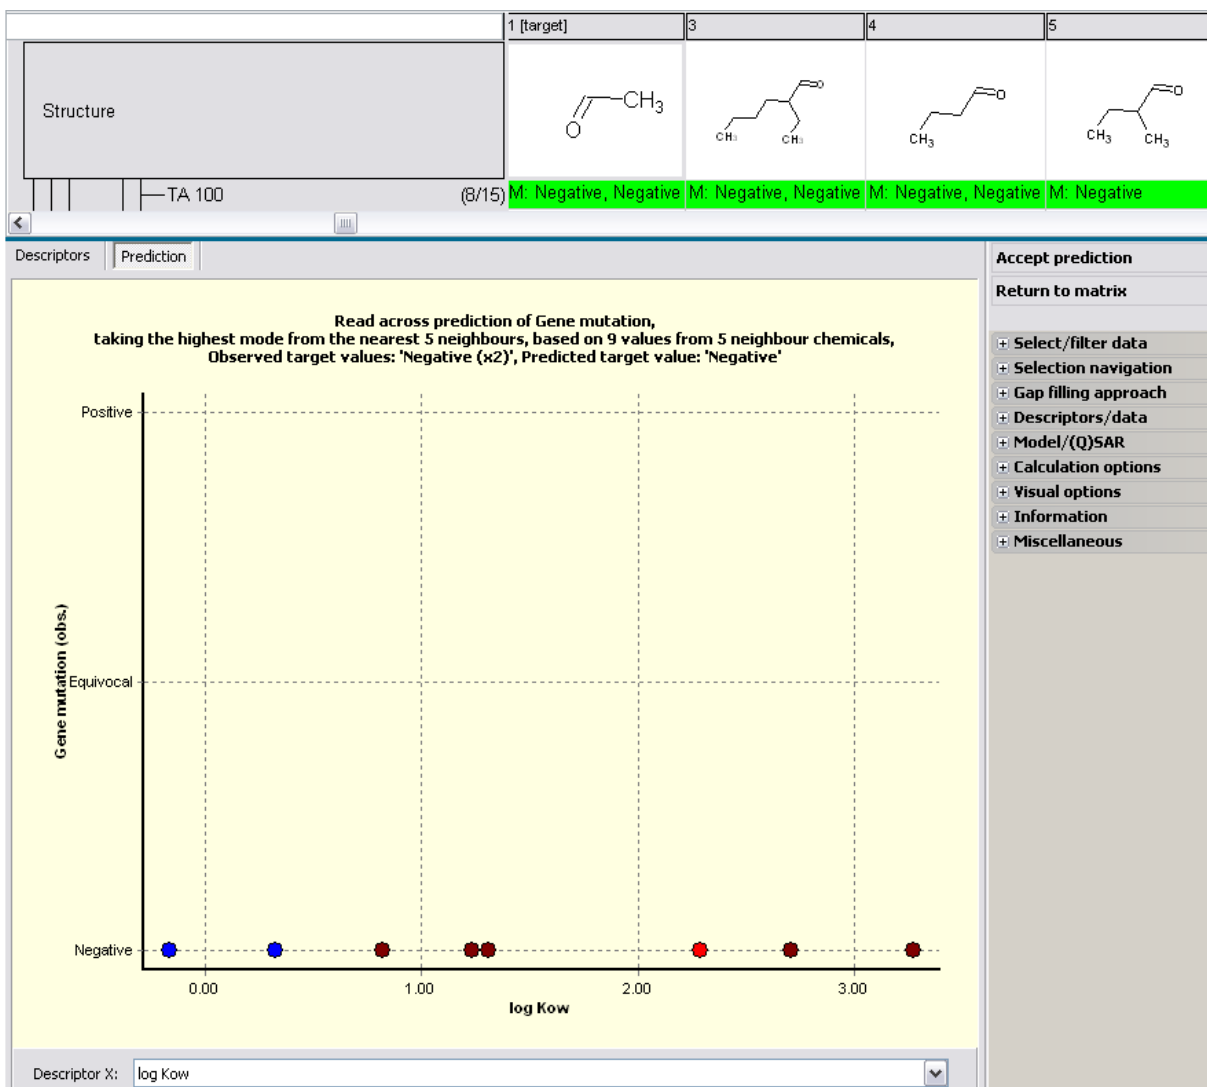 1 [target] 3 4 5
Structure
CH3
O
O
CH3
CH3
O
CH3
O
CH3
CH3
TA 100 (8/15) M: Negative, Negative M: Negative, Negative M: Negative, Negative M: Negative
Descriptors Prediction
Read across prediction of Gene mutation,
taking the highest mode from the nearest 5 neighbours, based on 9 values from 5 neighbour chemicals,
Observed target values: 'Negative (x2)', Predicted target value: 'Negative'
Positive
Equivocal
Negative
Gene mutation (obs.)
0.00 1.00 2.00 3.00
log Kow
Descriptor X: log Kow
Accept prediction
Return to matrix
Select/filter data
Selection navigation
Gap filling approach
Descriptors/data
Model/(Q)SAR
Calculation options
Visual options
Information
Miscellaneous